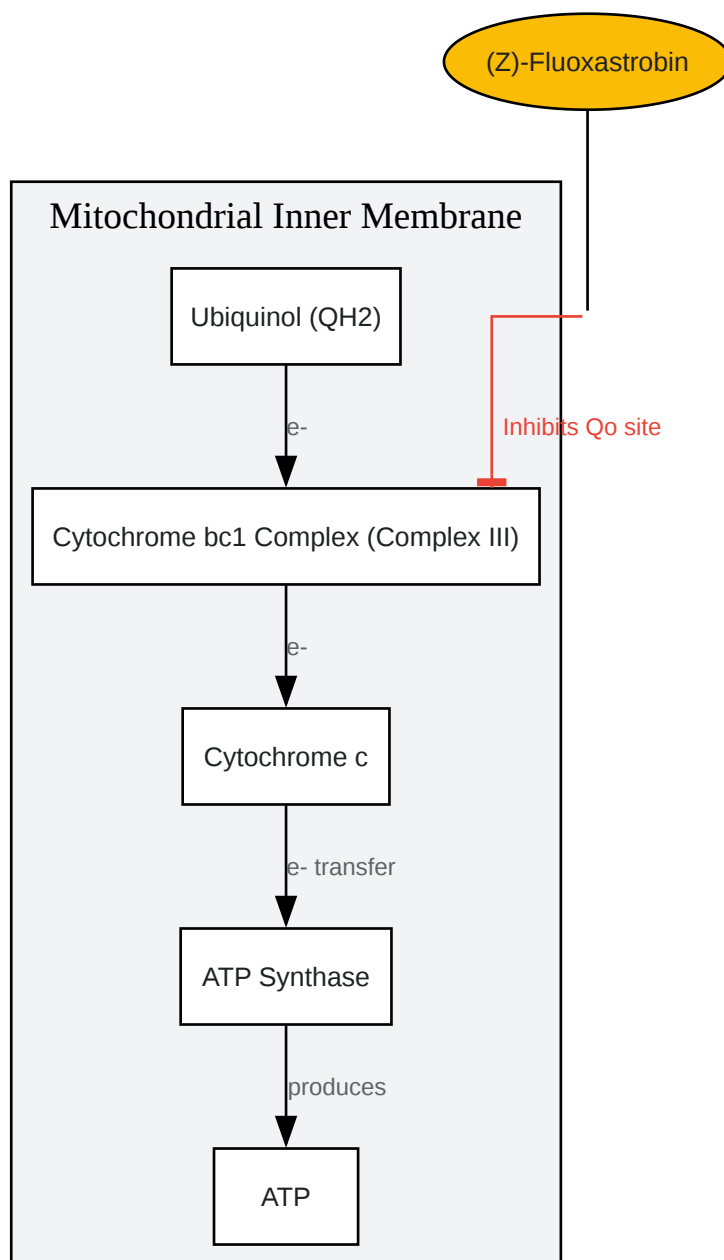 (Z)-Fluoxastrobin
Mitochondrial Inner Membrane
Ubiquinol (QH2)
e-
Inhibits Qo site
Cytochrome bc1 Complex (Complex III)
e-
Cytochrome c
e- transfer
ATP Synthase
produces
ATP